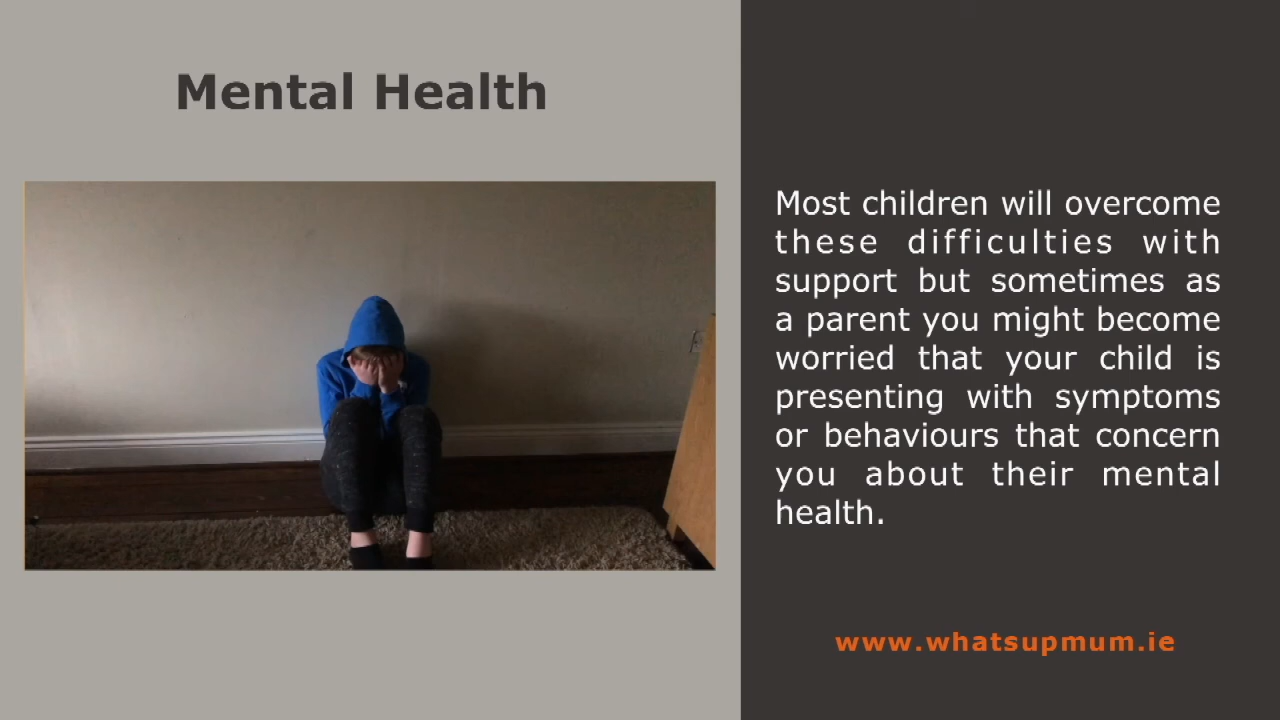 Mental Health
Most children will overcome
these difficulties with
support but sometimes as
a parent you might become
worried that your child is
presenting with symptoms
or behaviours that concern
you about their mental
health.
www.whatsupmum.ie